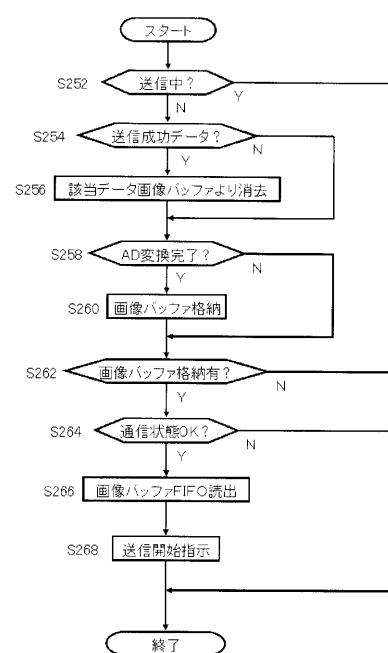 スタート
S252 送信中?
Y
N
S254 送信成功データ?
N
Y
S256 該当データ画像バッファより消去
S258 AD変換完了?
N
Y
S260 画像バッファ格納
S262 画像バッファ格納有?
N
Y
S264 通信状態OK?
N
Y
S266 画像バッファFIFO読出
S268 送信開始指示
終了